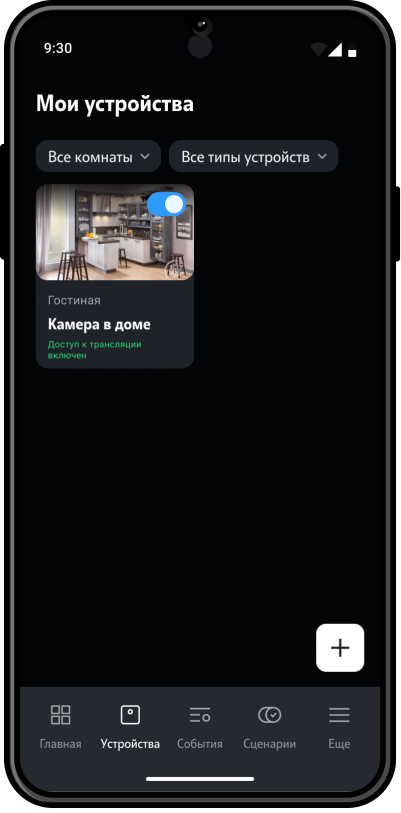 9:30
Мои устройства
Все комнаты
Все типы устройств
Гостиная
Камера в доме
Доступ к трансляции
включен
Главная
Устройства
События
Сценарии
Еще